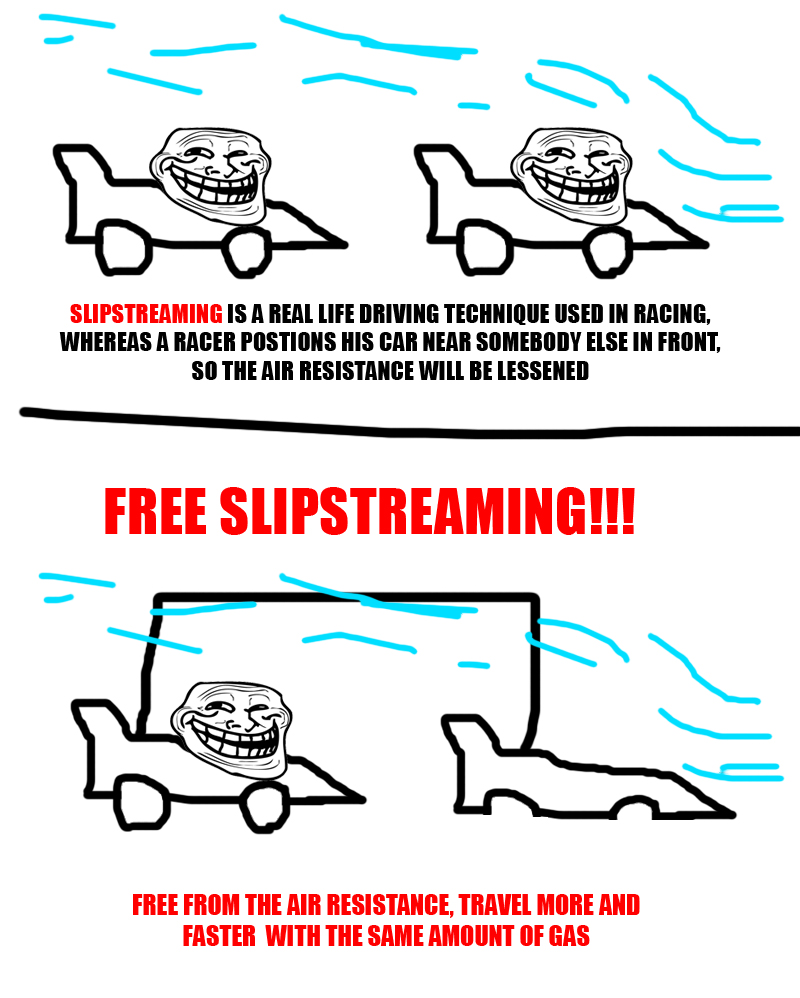 SLIPSTREAMING IS A REAL LIFE DRIVING TECHNIQUE USED IN RACING,
WHEREAS A RACER POSTIONS HIS CAR NEAR SOMEBODY ELSE IN FRONT,
SO THE AIR RESISTANCE WILL BE LESSENED
FREE SLIPSTREAMING!!!
FREE FROM THE AIR RESISTANCE, TRAVEL MORE AND
FASTER WITH THE SAME AMOUNT OF GAS